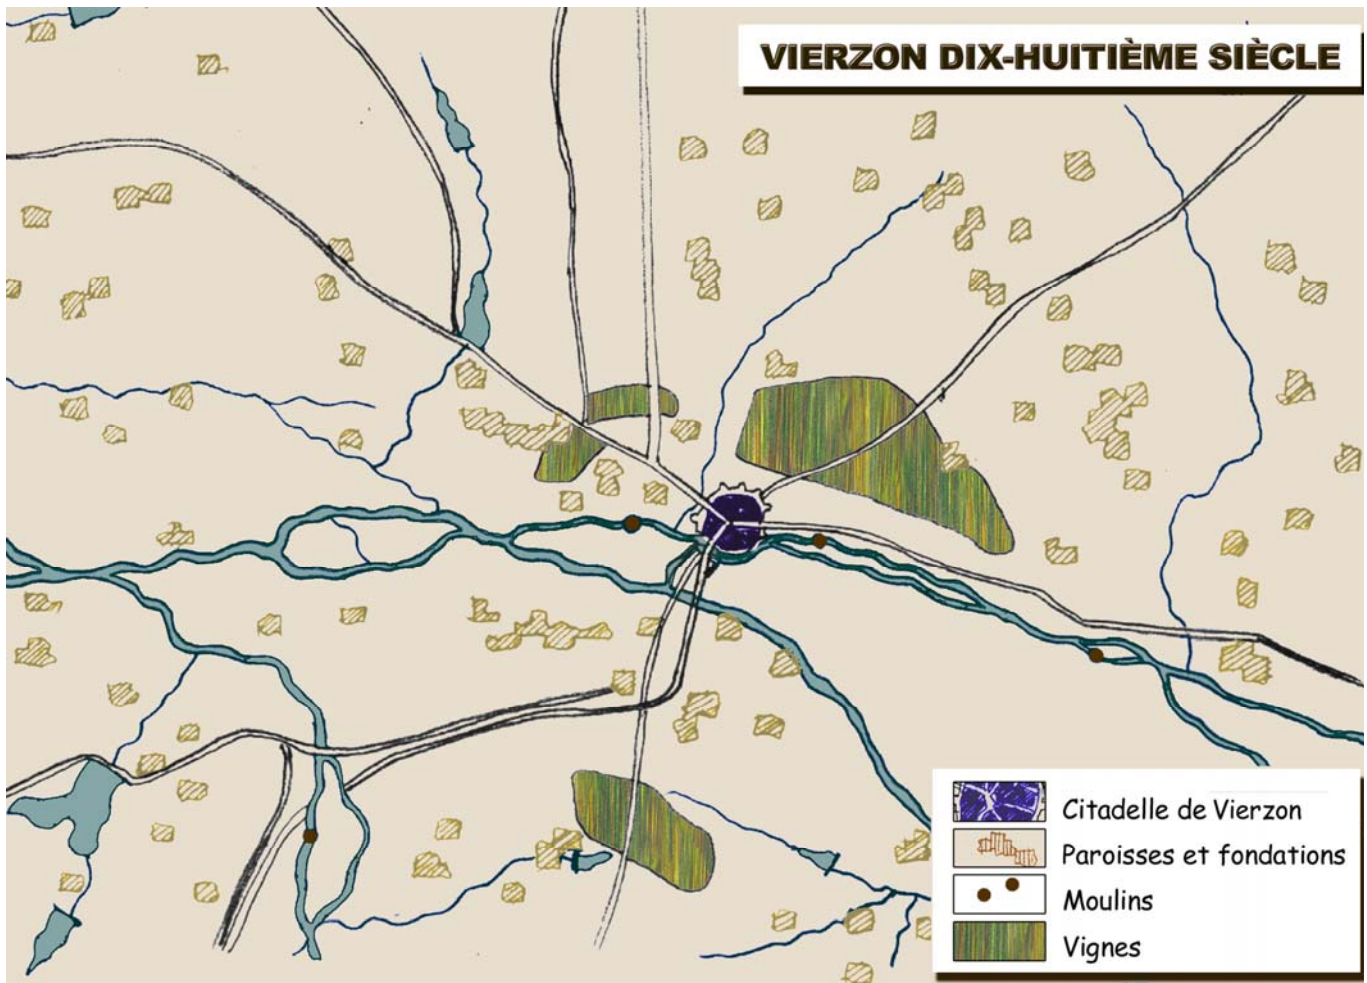 VIERZON DIX-HUITIÈME SIÈCLE
Citadelle de Vierzon
Paroisses et fondations
Moulins
Vignes